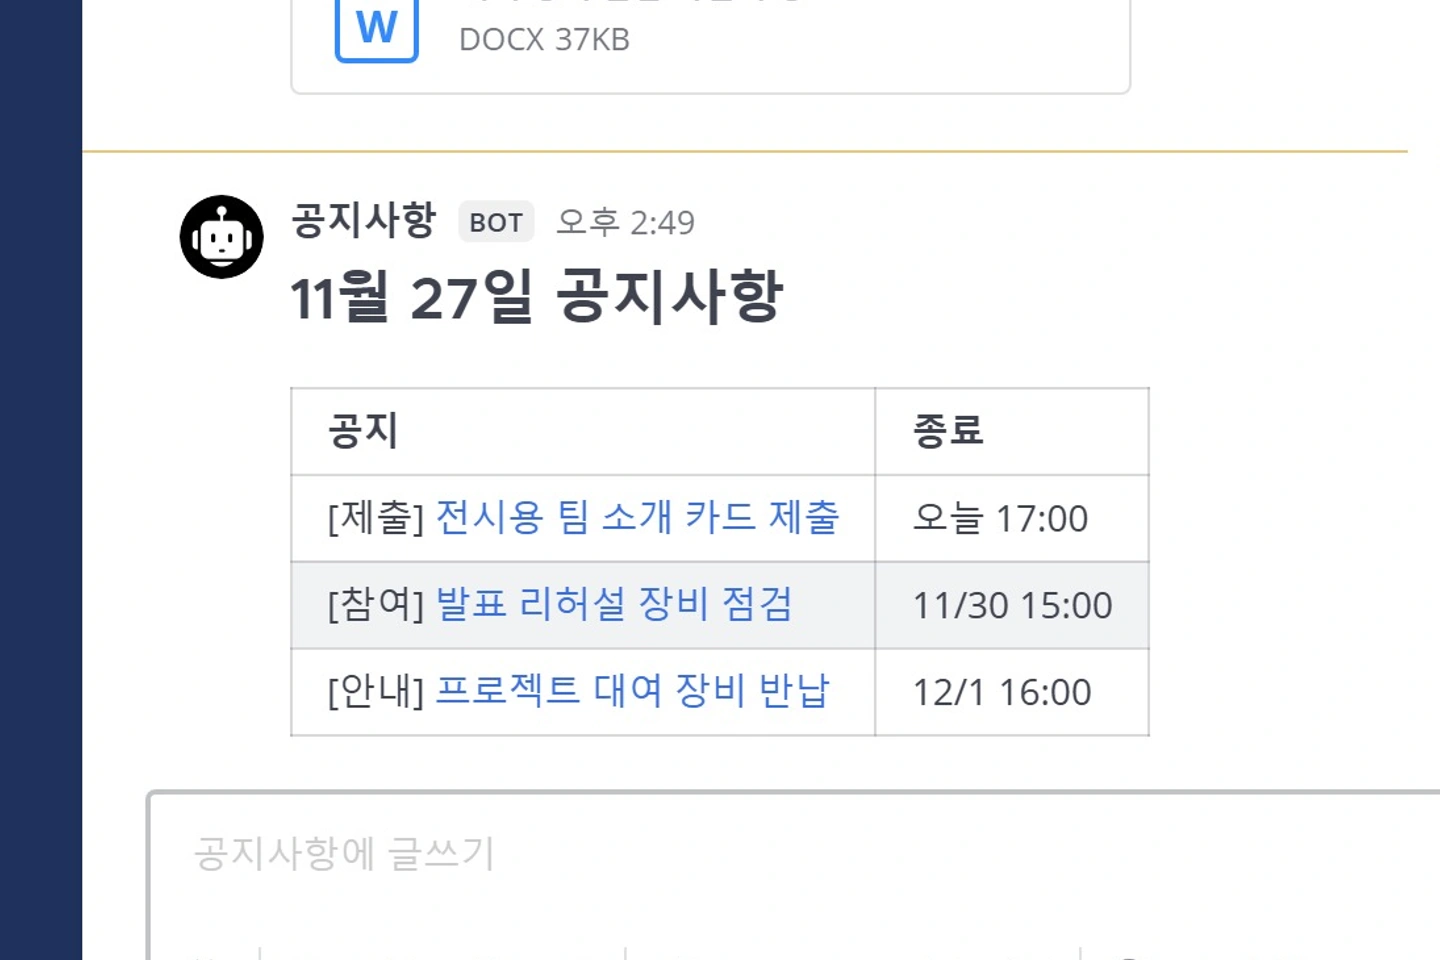 W
DOCX 37KB
공지사항 BOT 오후 2:49
11월 27일 공지사항
공지 종료
[제출] 전시용 팀 소개 카드 제출 오늘 17:00
[참여] 발표 리허설 장비 점검 11/30 15:00
[안내] 프로젝트 대여 장비 반납 12/1 16:00
공지사항에 글쓰기